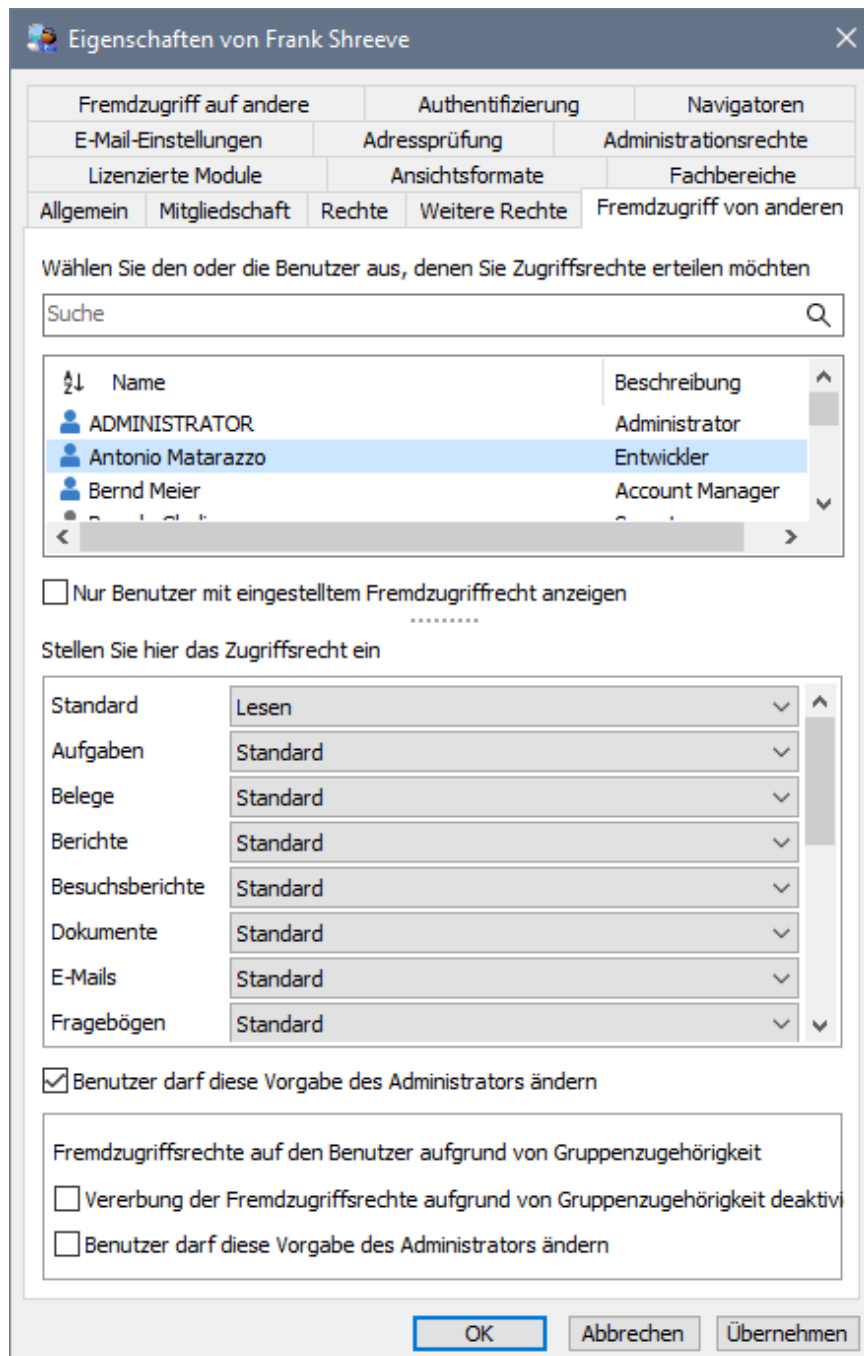 Eigenschaften von Frank Shreeve
Fremdzugriff auf andere Authentifizierung Navigatoren
E-Mail-Einstellungen Adressprüfung Administrationsrechte
Lizenzierte Module Ansichtsformate Fachbereiche
Allgemein Mitgliedschaft Rechte Weitere Rechte Fremdzugriff von anderen
Wählen Sie den oder die Benutzer aus, denen Sie Zugriffsrechte erteilen möchten
Suche
Name Beschreibung
ADMINISTRATOR Administrator
Antonio Matarazzo Entwickler
Bernd Meier Account Manager
Nur Benutzer mit eingestelltem Fremdzugriffrecht anzeigen
Stellen Sie hier das Zugriffsrecht ein
Standard Lesen
Aufgaben Standard
Belege Standard
Berichte Standard
Besuchsberichte Standard
Dokumente Standard
E-Mails Standard
Fragebögen Standard
Benutzer darf diese Vorgabe des Administrators ändern
Fremdzugriffsrechte auf den Benutzer aufgrund von Gruppenzugehörigkeit
Vererbung der Fremdzugriffsrechte aufgrund von Gruppenzugehörigkeit deaktivi
Benutzer darf diese Vorgabe des Administrators ändern
OK Abbrechen Übernehmen